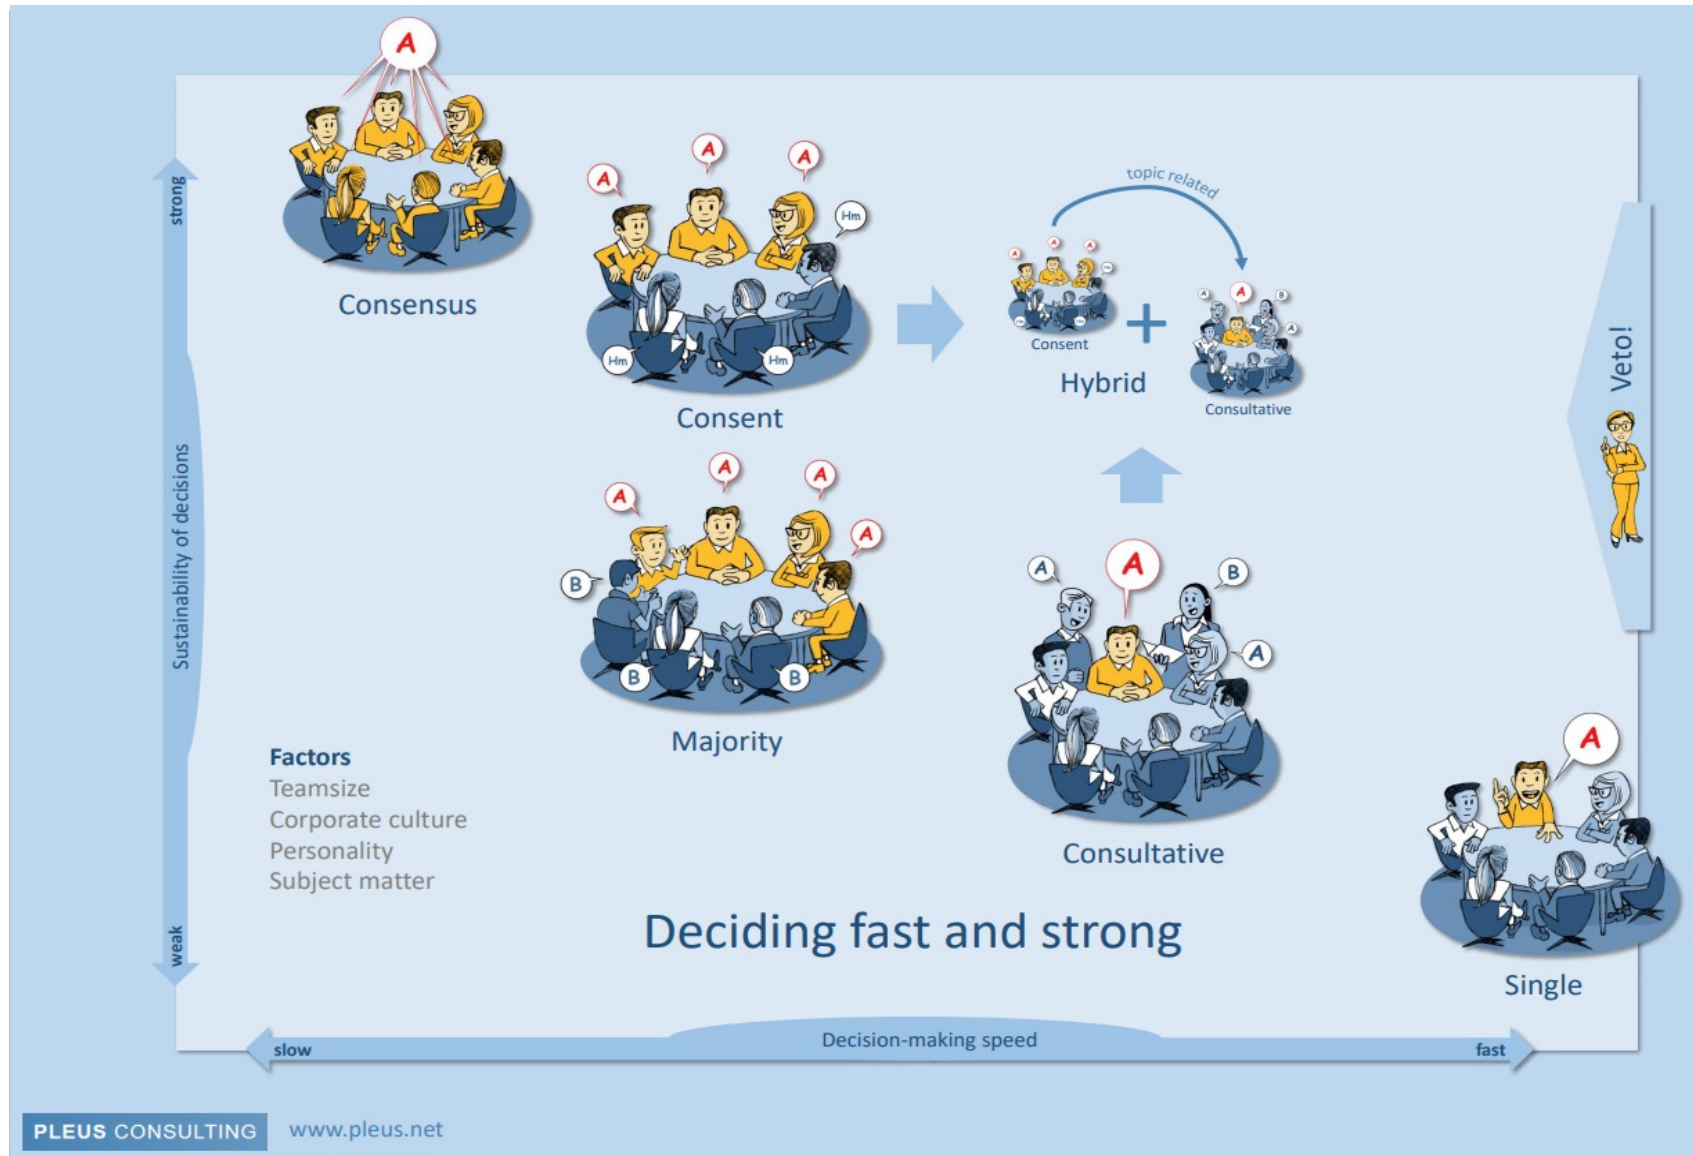 A
Consensus
A
A
A
Hm
Hm
Hm
Consent
topic related
A
A
A
Consent
+
Hybrid
A
A
B
A
Consultative
Veto!
strong
Sustainability of decisions
weak
A
A
A
A
B
B
B
Majority
A
A
B
A
Consultative
A
Single
Factors
Teamsize
Corporate culture
Personality
Subject matter
Deciding fast and strong
slow
Decision-making speed
fast
PLEUS CONSULTING
www.pleus.net